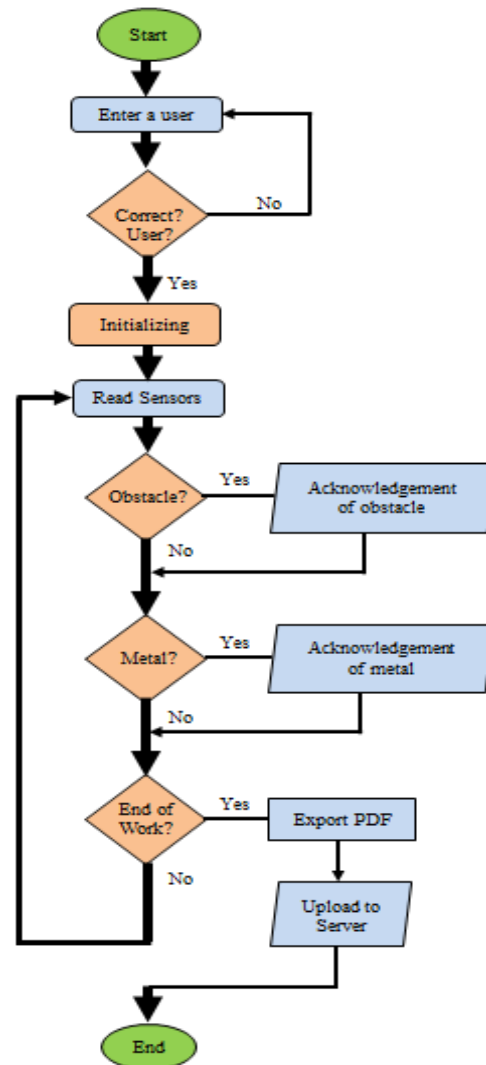 Start
Enter a user
Correct?
User?
No
Yes
Initializing
Read Sensors
Obstacle?
Yes
Acknowledgement
of obstacle
No
Metal?
Yes
Acknowledgement
of metal
No
End of
Work?
Yes
Export PDF
No
Upload to
Server
End